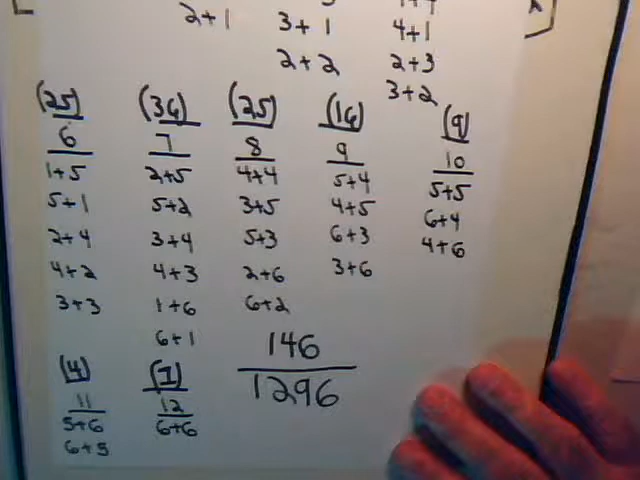 2+1 3+1 4+1
2+2 2+3
3+2
(25) (36) (25) (16) (9)
6 7 8 9 10
1+5 2+5 4+4 5+4 5+5
5+1 5+2 3+5 4+5 6+4
2+4 3+4 5+3 6+3 4+6
4+2 4+3 2+6 3+6
3+3 1+6 6+2
6+1
(4) (1)
11 12
5+6 6+6
6+5
146
1296